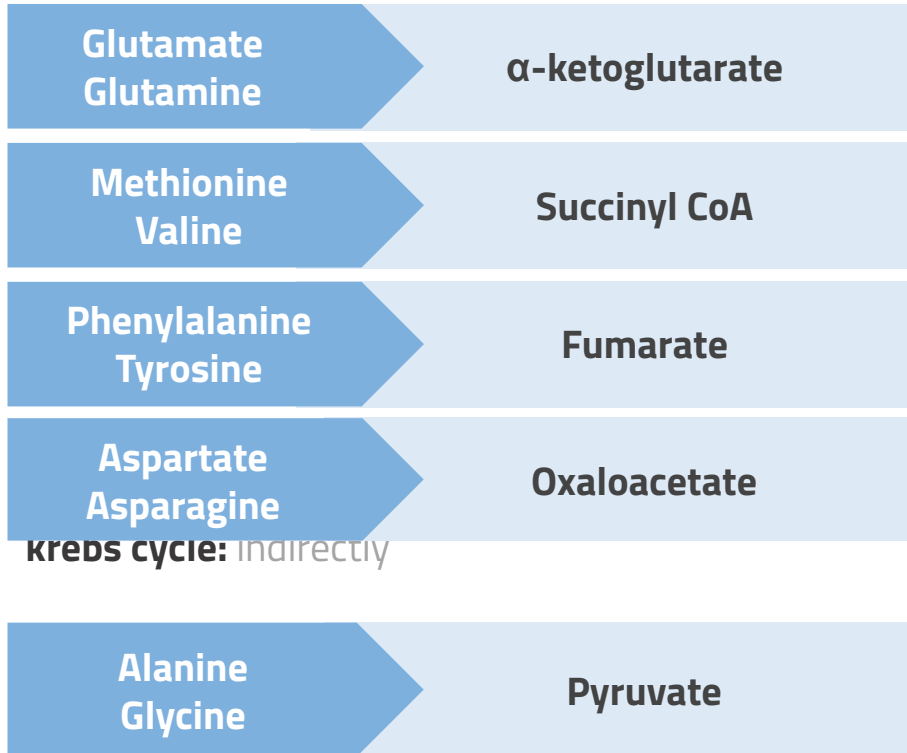 Glutamate
Glutamine
α-ketoglutarate
Methionine
Valine
Succinyl CoA
Phenylalanine
Tyrosine
Fumarate
Aspartate
Asparagine
Oxaloacetate
krebs cycle: indirectly
Alanine
Glycine
Pyruvate